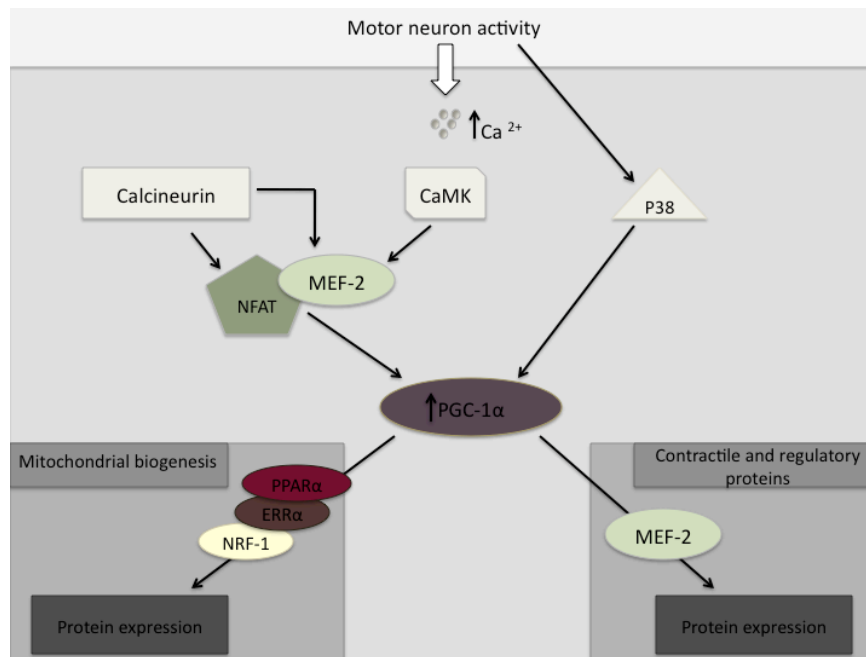 Motor neuron activity
↑Ca 2+
Calcineurin
CaMK
P38
NFAT
MEF-2
↑PGC-1α
Mitochondrial biogenesis
PPARα
ERRα
NRF-1
Protein expression
Contractile and regulatory
proteins
MEF-2
Protein expression